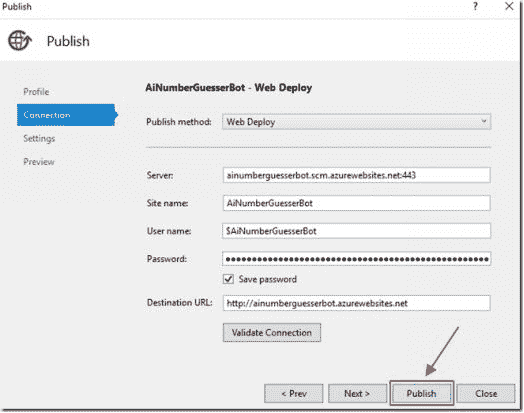 Publish
? ×
Publish
Profile
Connection
Settings
Preview
AiNumberGuesserBot - Web Deploy
Publish method: Web Deploy
Server: ainumberguesserbot.scm.azurewebsites.net:443
Site name: AiNumberGuesserBot
User name: $AiNumberGuesserBot
Password: ●●●●●●●●●●●●●●●●●●●●●●●●●●●●●●●●●●●●●●●●●●●●●●●●●●
Save password
Destination URL: http://ainumberguesserbot.azurewebsites.net
Validate Connection
< Prev Next > Publish Close